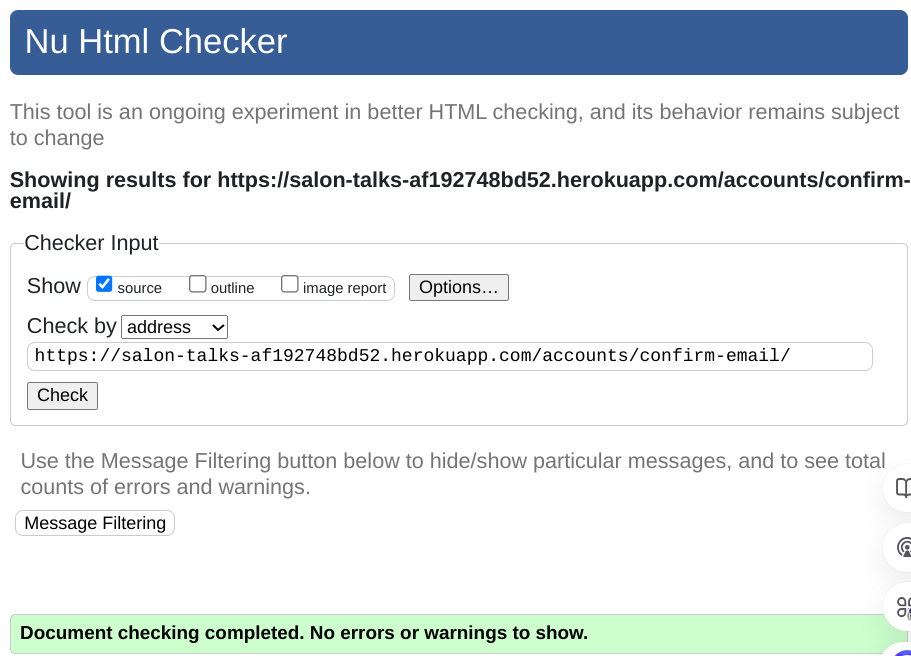 Nu Html Checker
This tool is an ongoing experiment in better HTML checking, and its behavior remains subject
to change
Showing results for https://salon-talks-af192748bd52.herokuapp.com/accounts/confirm-
email/
Checker Input
Show source outline image report Options…
Check by address
https://salon-talks-af192748bd52.herokuapp.com/accounts/confirm-email/
Check
Use the Message Filtering button below to hide/show particular messages, and to see total
counts of errors and warnings.
Message Filtering
Document checking completed. No errors or warnings to show.